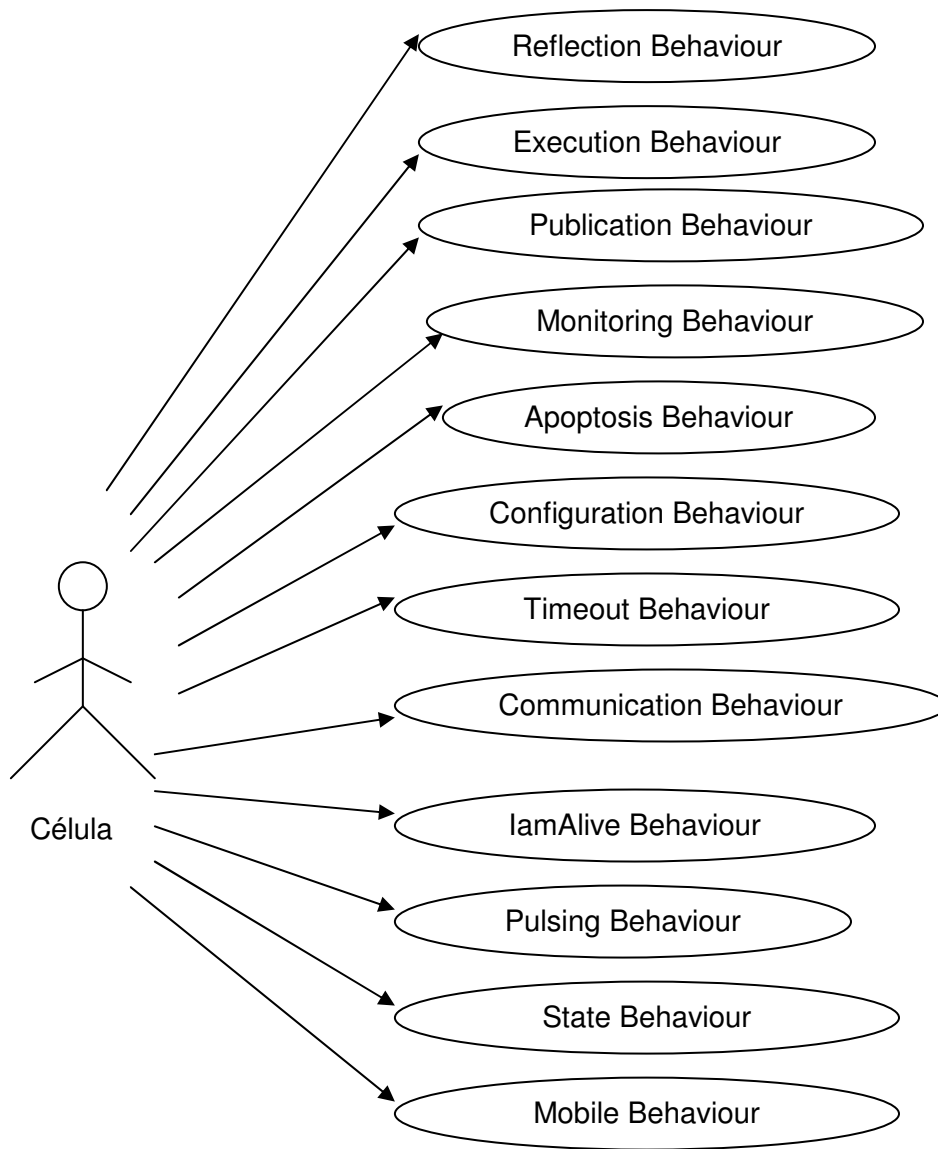 Reflection Behaviour
Execution Behaviour
Publication Behaviour
Monitoring Behaviour
Apoptosis Behaviour
Configuration Behaviour
Timeout Behaviour
Communication Behaviour
Célula
IamAlive Behaviour
Pulsing Behaviour
State Behaviour
Mobile Behaviour